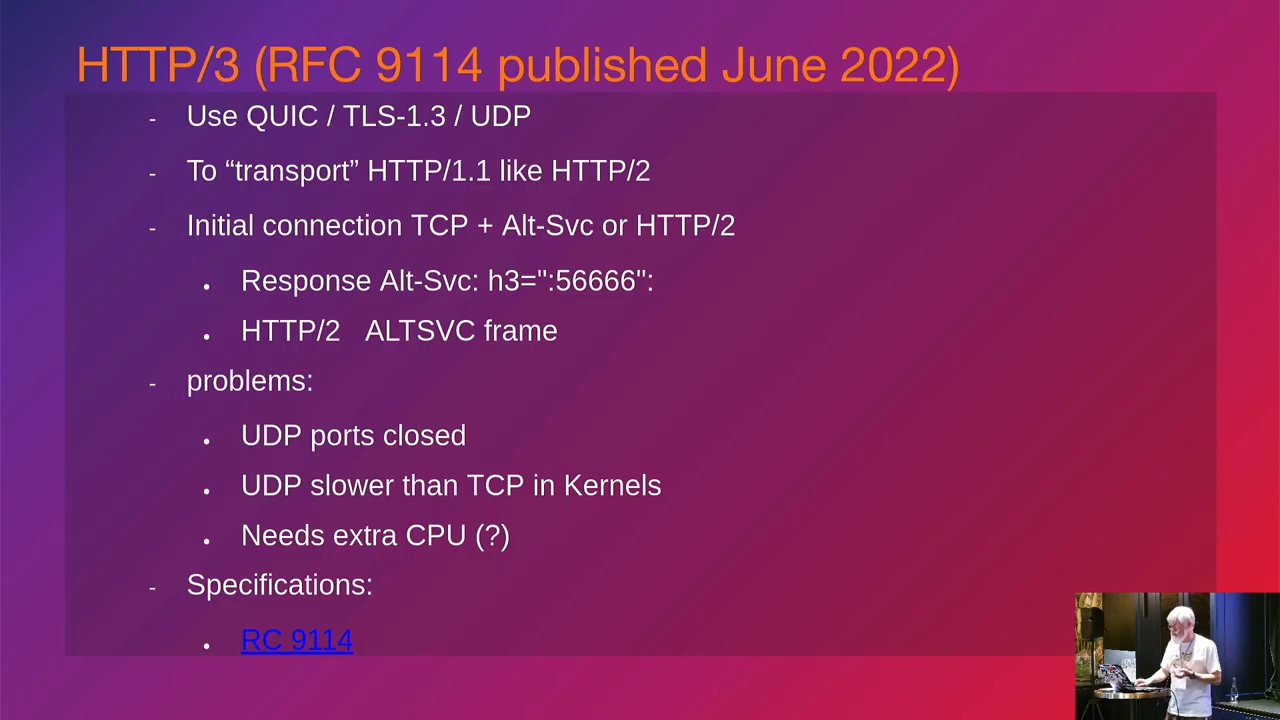 HTTP/3 (RFC 9114 published June 2022)
- Use QUIC / TLS-1.3 / UDP
- To “transport” HTTP/1.1 like HTTP/2
- Initial connection TCP + Alt-Svc or HTTP/2
• Response Alt-Svc: h3=":56666":
• HTTP/2 ALTSVC frame
- problems:
• UDP ports closed
• UDP slower than TCP in Kernels
• Needs extra CPU (?)
- Specifications:
• RC 9114